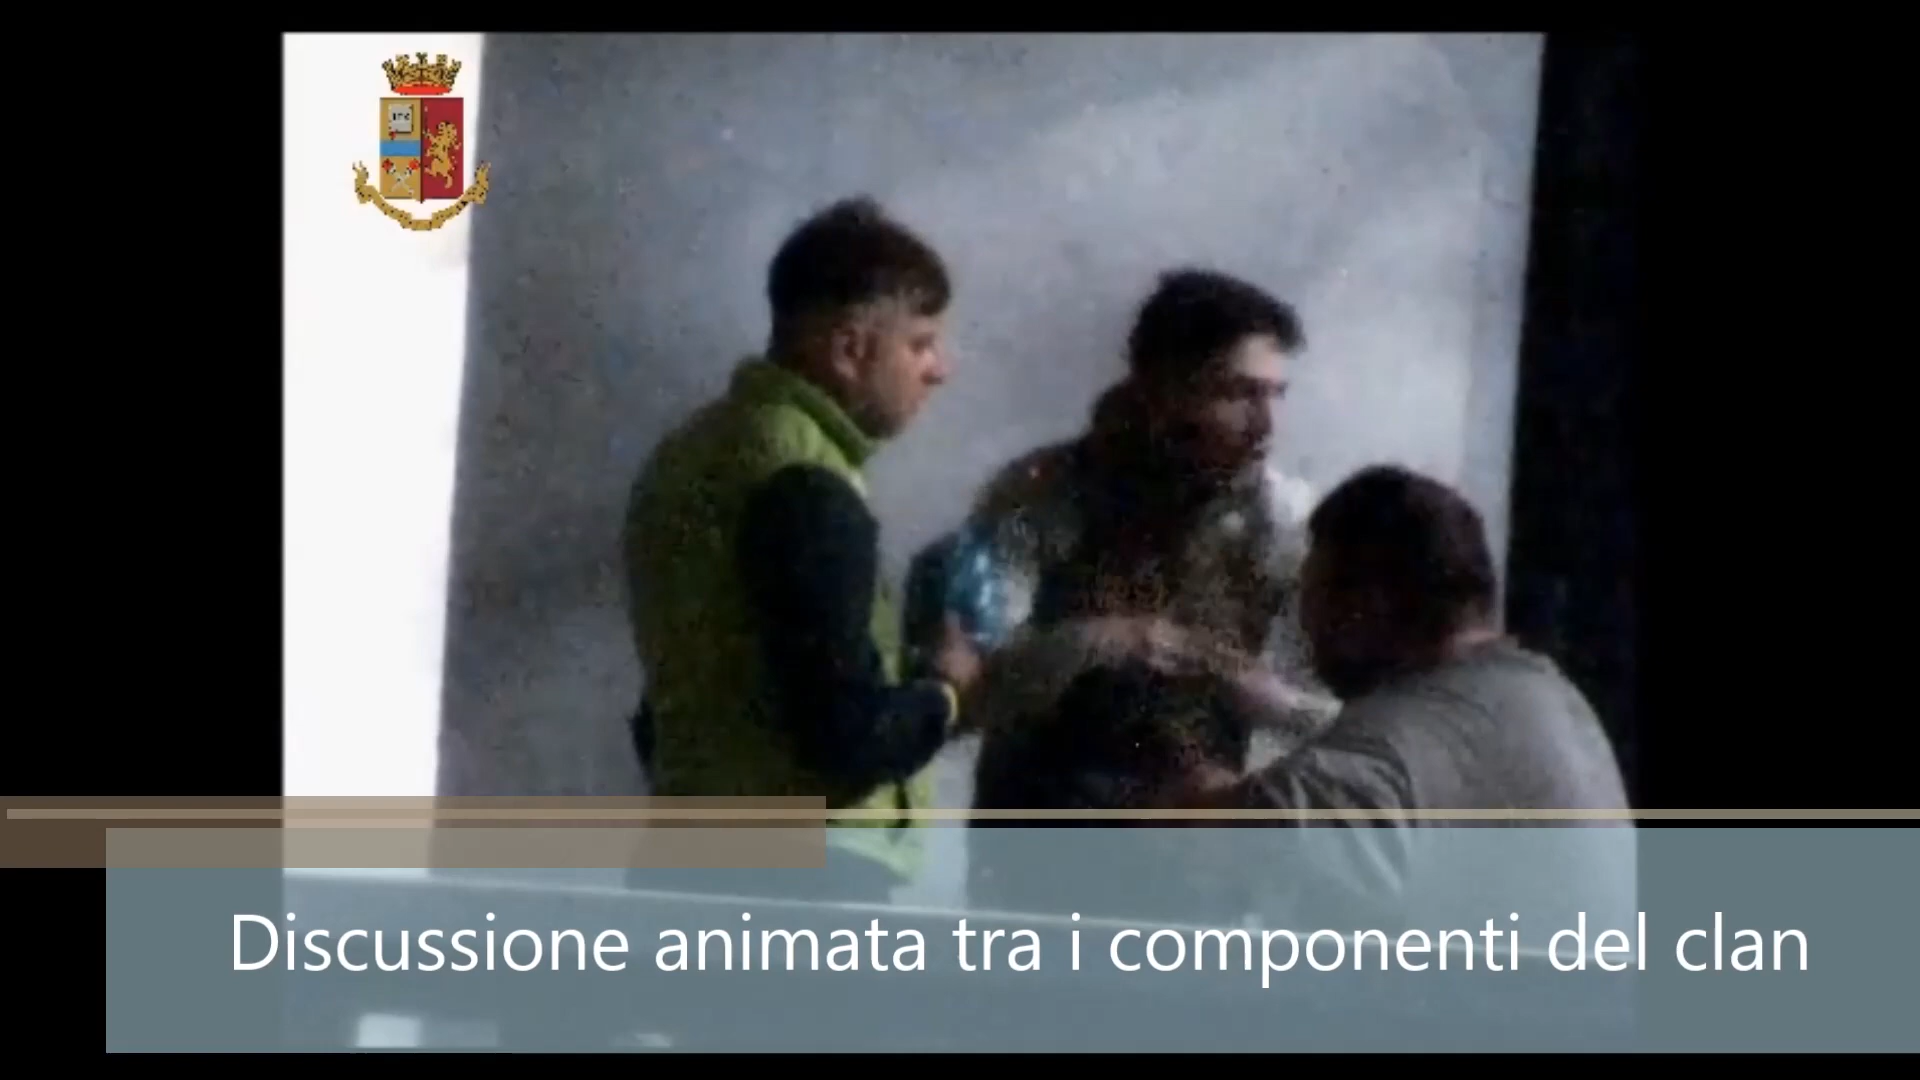 Discussione animata tra i componenti del clan